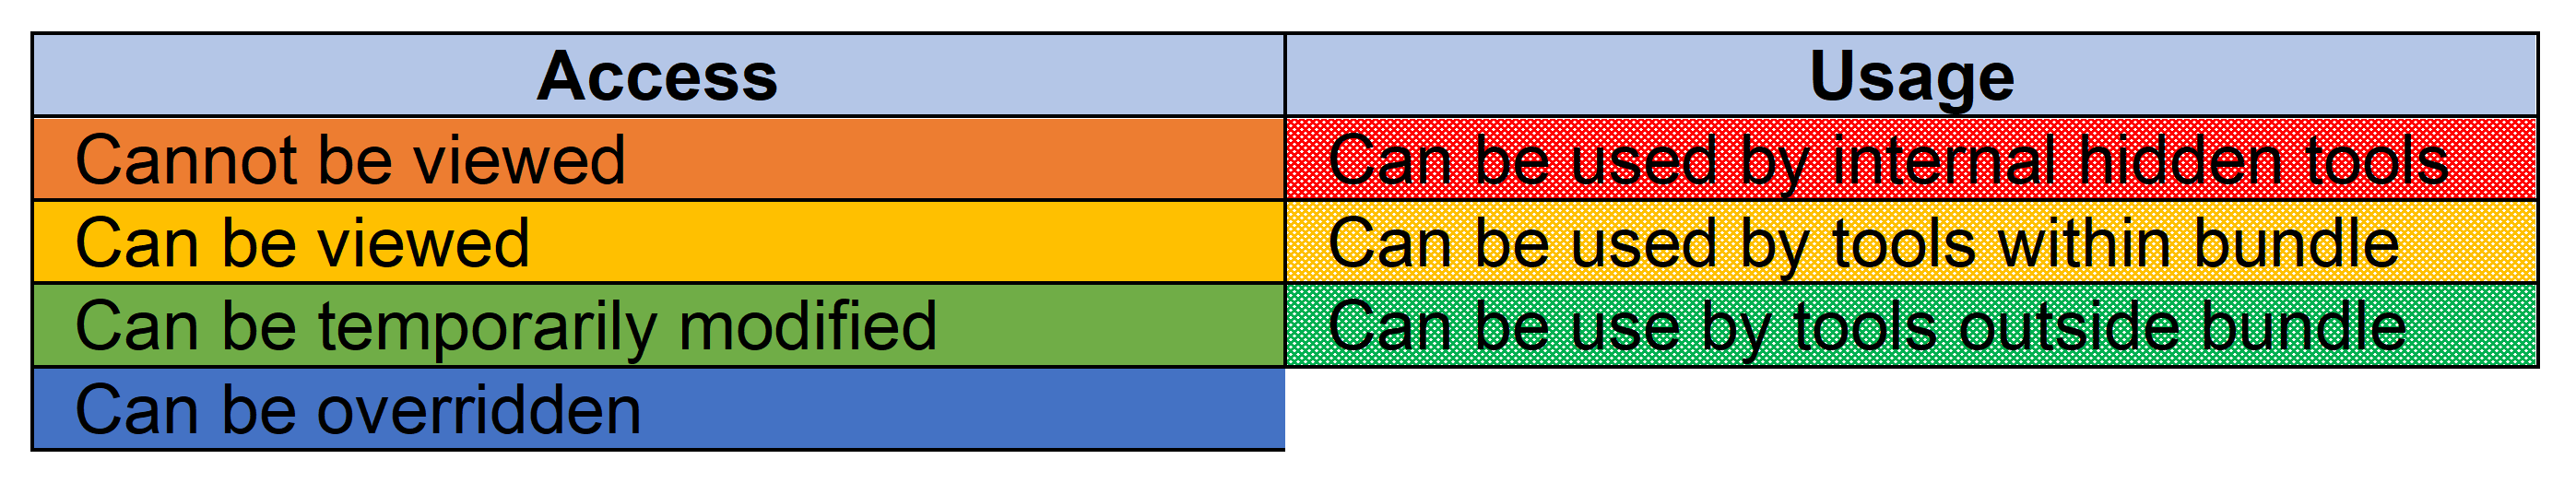 Access Usage
Cannot be viewed Can be used by internal hidden tools
Can be viewed Can be used by tools within bundle
Can be temporarily modified Can be use by tools outside bundle
Can be overridden